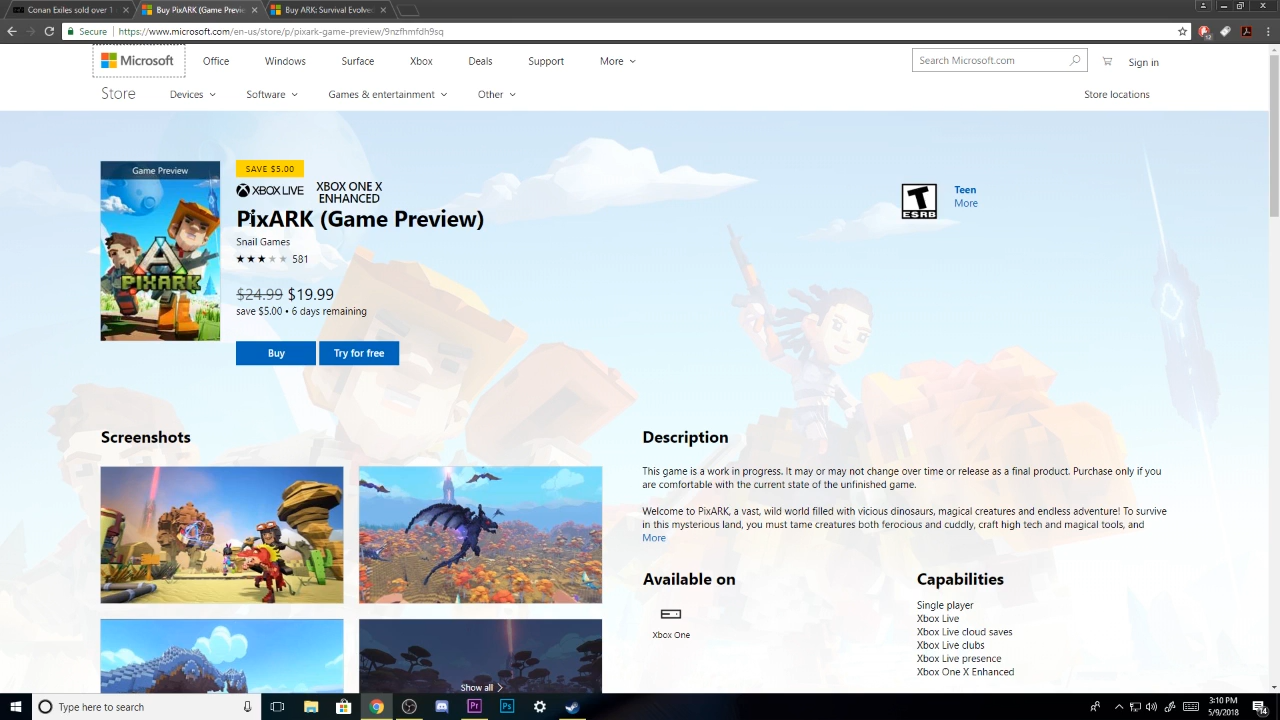 Conan Exiles sold over 1
Buy PixARK (Game Previe
Buy ARK: Survival Evolve
Secure
https://www.microsoft.com/en-us/store/p/pixark-game-preview/9nzfhmfdh9sq
Microsoft
Office
Windows
Surface
Xbox
Deals
Support
More
Search Microsoft.com
Sign in
Store
Devices
Software
Games & entertainment
Other
Store locations
Game Preview
PIXARK
SAVE $5.00
XBOX LIVE
XBOX ONE X
ENHANCED
PixARK (Game Preview)
Snail Games
581
$24.99 $19.99
save $5.00 • 6 days remaining
Buy
Try for free
T
ESRB
Teen
More
Screenshots
Show all
Description
This game is a work in progress. It may or may not change over time or release as a final product. Purchase only if you
are comfortable with the current state of the unfinished game.
Welcome to PixARK, a vast, wild world filled with vicious dinosaurs, magical creatures and endless adventure! To survive
in this mysterious land, you must tame creatures both ferocious and cuddly, craft high tech and magical tools, and
More
Available on
Xbox One
Capabilities
Single player
Xbox Live
Xbox Live cloud saves
Xbox Live clubs
Xbox Live presence
Xbox One X Enhanced
Type here to search
Pr
Ps
3:10 PM
5/9/2018